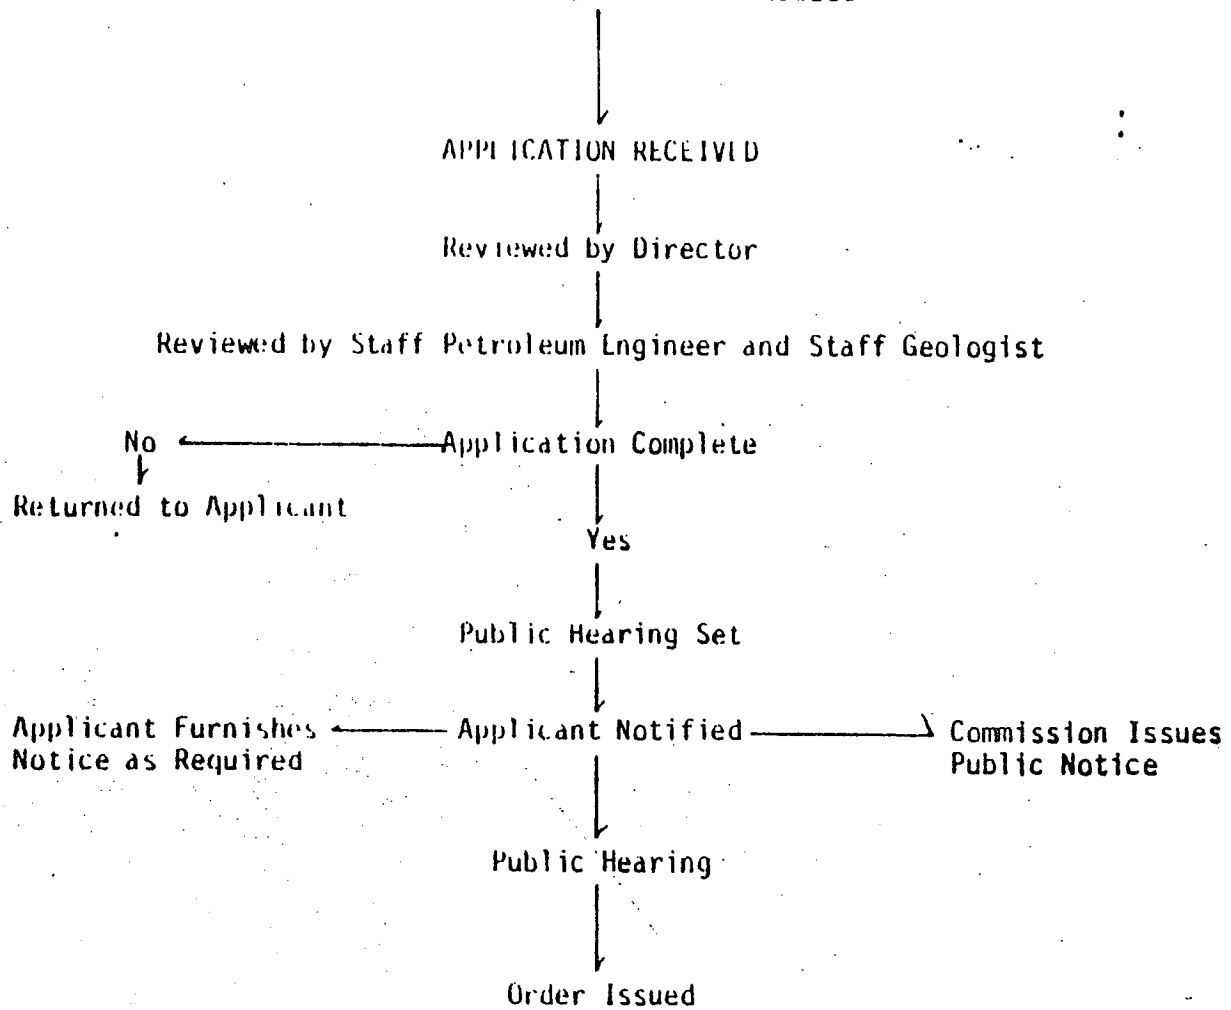 APPLICATION RECEIVED
Reviewed by Director
Reviewed by Staff Petroleum Engineer and Staff Geologist
No
Application Complete
Returned to Applicant
Yes
Public Hearing Set
Applicant Furnishes
Notice as Required
Applicant Notified
Commission Issues
Public Notice
Public Hearing
Order Issued